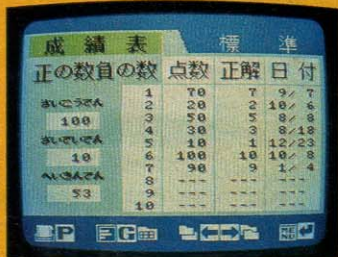 成績表 標準
正の数負の数 点数 正解 日付
1 70 7 9/ 7
さいこうてん 2 20 2 10/ 6
100 3 50 5 8/ 8
4 30 3 8/18
さいていてん 5 10 1 12/23
10 6 100 10 10/ 8
7 90 9 1/ 4
へいきんてん 8 --- -- ---
53 9 --- -- ---
10 --- -- ---
P G MENU